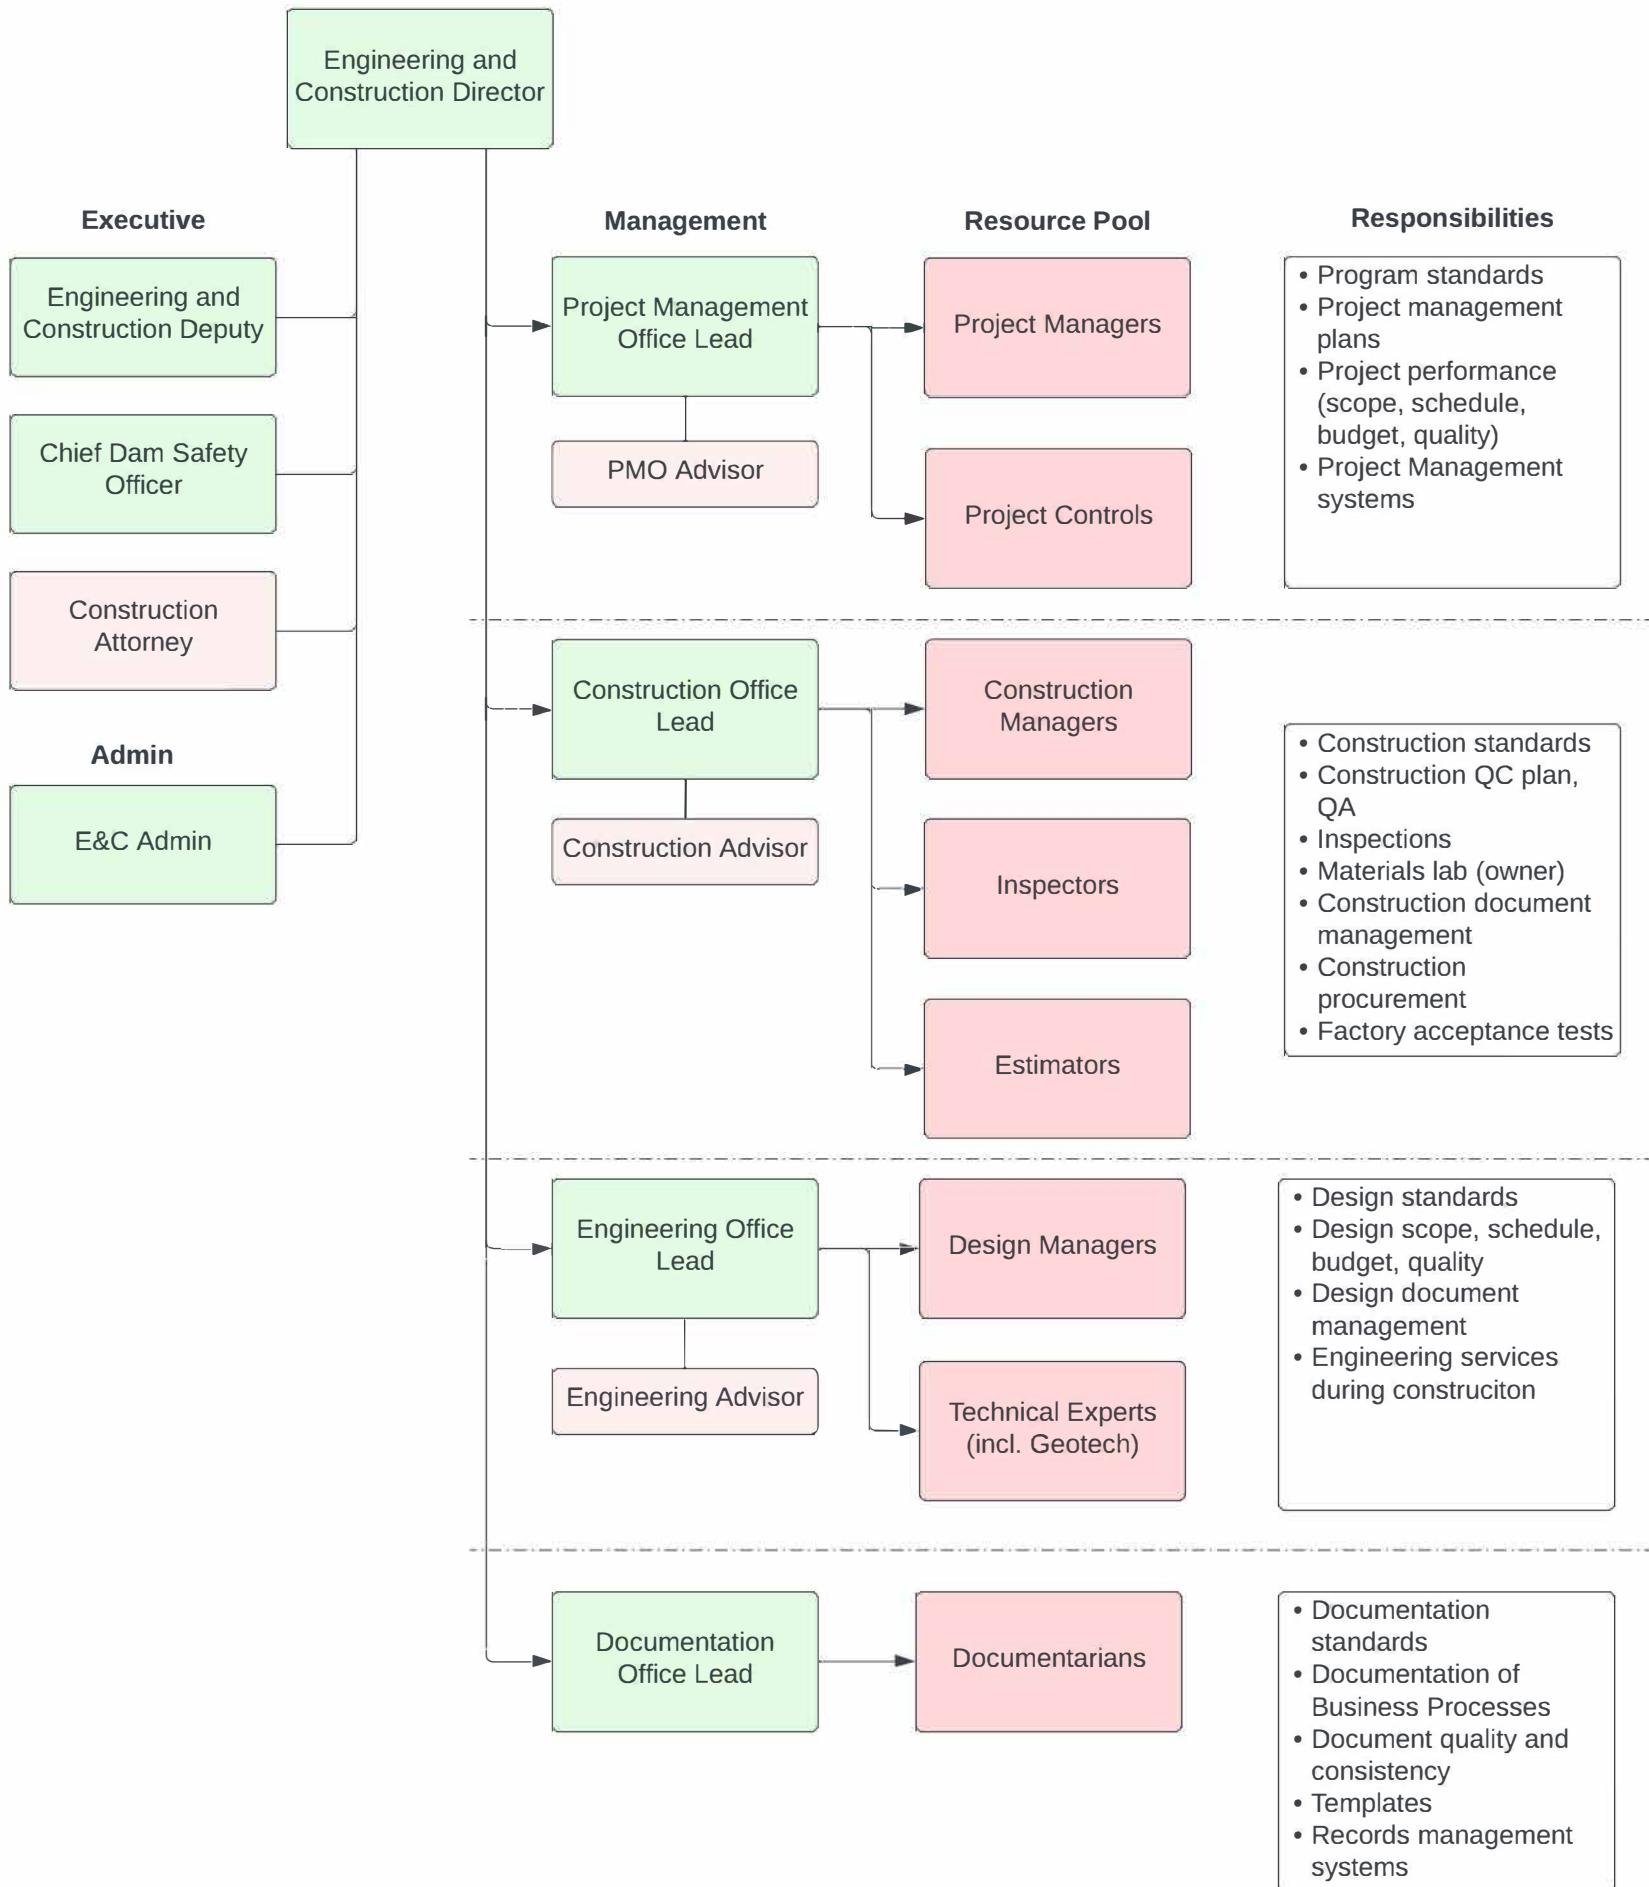 Engineering and
Construction Director
Executive
Engineering and
Construction Deputy
Chief Dam Safety
Officer
Construction
Attorney
Admin
E&C Admin
Management
Resource Pool
Responsibilities
Project Management
Office Lead
PMO Advisor
Project Managers
Project Controls
• Program standards
• Project management
plans
• Project performance
(scope, schedule,
budget, quality)
• Project Management
systems
Construction Office
Lead
Construction Advisor
Construction
Managers
Inspectors
Estimators
• Construction standards
• Construction QC plan,
QA
• Inspections
• Materials lab (owner)
• Construction document
management
• Construction
procurement
• Factory acceptance tests
Engineering Office
Lead
Engineering Advisor
Design Managers
Technical Experts
(incl. Geotech)
• Design standards
• Design scope, schedule,
budget, quality
• Design document
management
• Engineering services
during construciton
Documentation
Office Lead
Documentarians
• Documentation
standards
• Documentation of
Business Processes
• Document quality and
consistency
• Templates
• Records management
systems